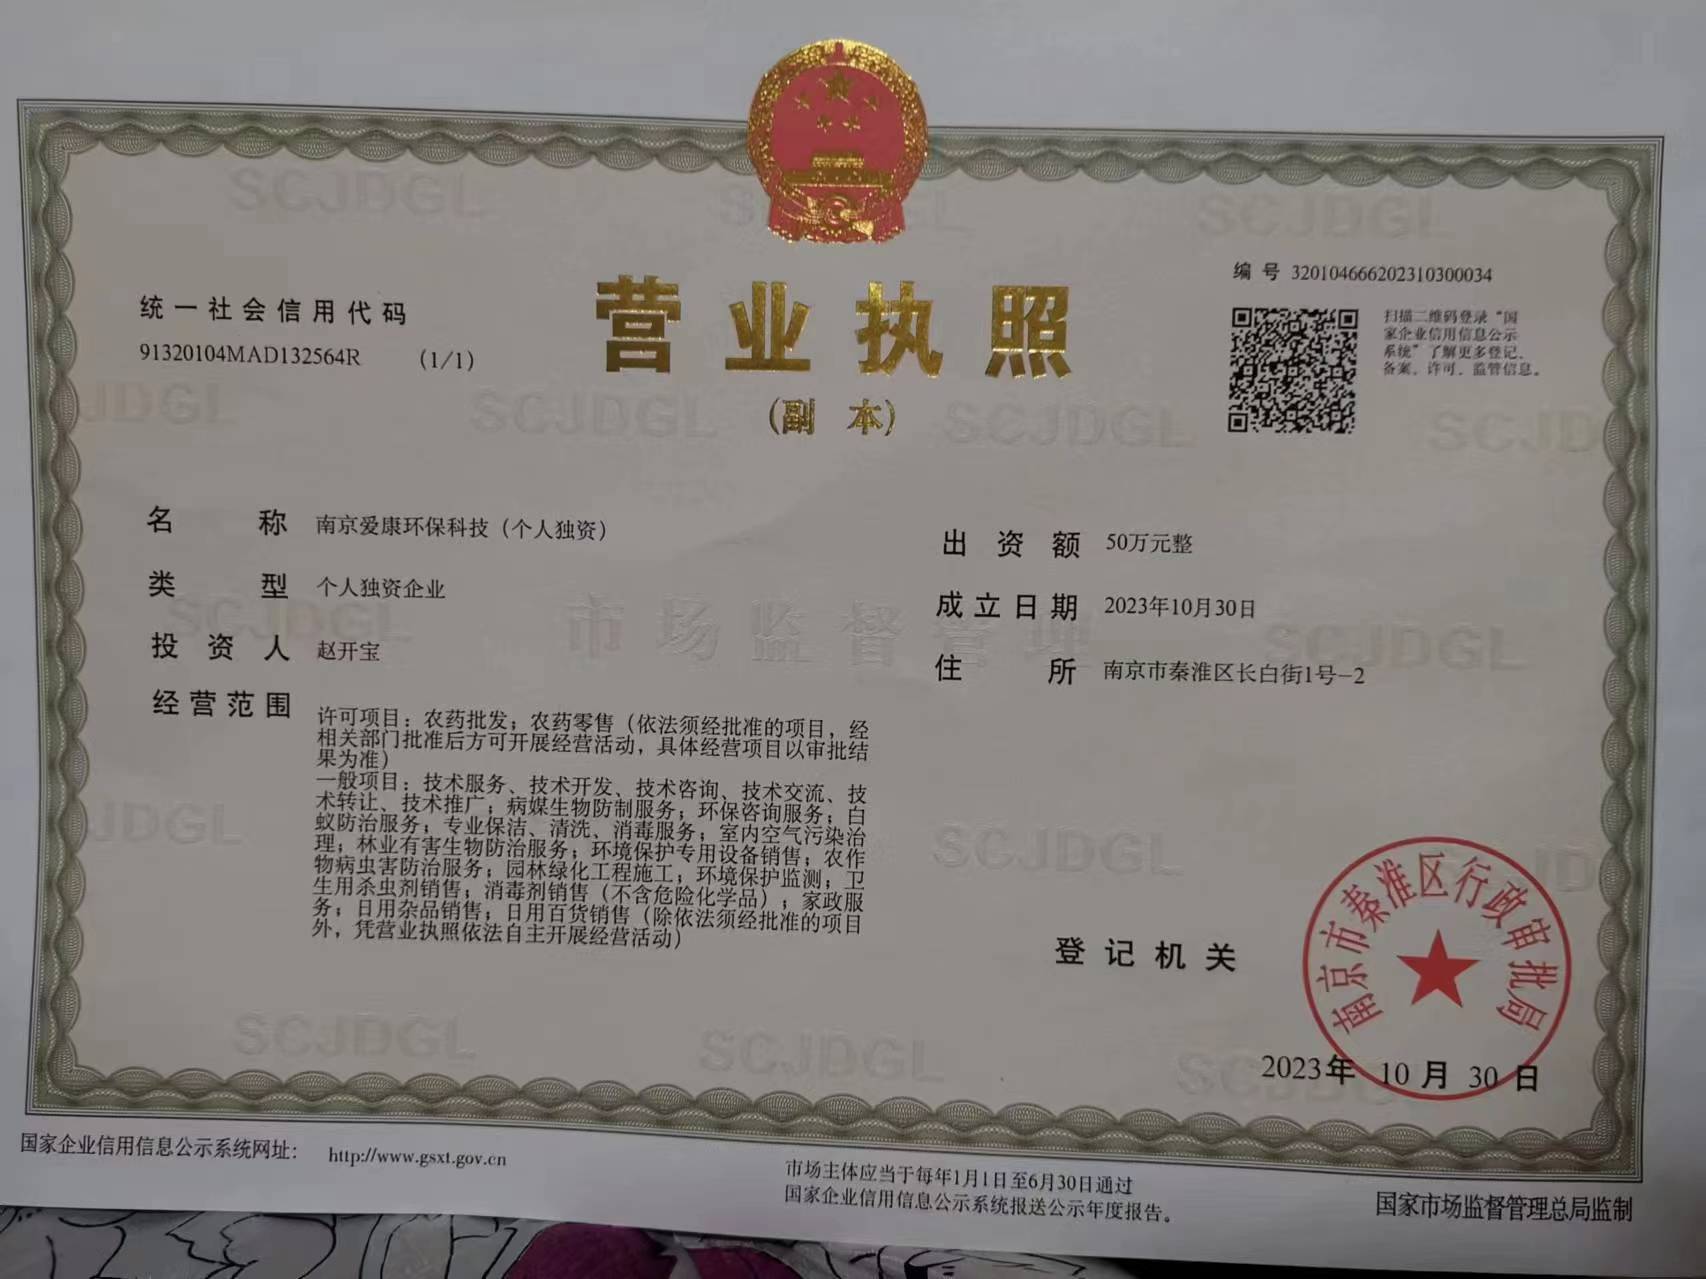 编号 320104666202310300034
统一社会信用代码
91320104MAD132564R (1/1)
营业执照
(副 本)
扫描二维码登录“国
家企业信用信息公示
系统”了解更多登记、
备案、许可、监管信息。
名称 南京爱康环保科技（个人独资）
类型 个人独资企业
投资人 赵开宝
经营范围 许可项目：农药批发；农药零售（依法须经批准的项目，经
相关部门批准后方可开展经营活动，具体经营项目以审批结
果为准）
一般项目：技术服务、技术开发、技术咨询、技术交流、技
术转让、技术推广；病媒生物防制服务；环保咨询服务；白
蚁防治服务；专业保洁、清洗、消毒服务；室内空气污染治
理；林业有害生物防治服务；环境保护专用设备销售；农作
物病虫害防治服务；园林绿化工程施工；环境保护监测；卫
生用杀虫剂销售；消毒剂销售（不含危险化学品）；家政服
务；日用杂品销售；日用百货销售（除依法须经批准的项目
外，凭营业执照依法自主开展经营活动）
出资额 50万元整
成立日期 2023年10月30日
住所 南京市秦淮区长白街1号-2
市场监督管理
登记机关
南京市秦淮区行政审批局
2023年 10月 30日
SCJDGL
国家企业信用信息公示系统网址： http://www.gsxt.gov.cn
市场主体应当于每年1月1日至6月30日通过
国家企业信用信息公示系统报送公示年度报告。
国家市场监督管理总局监制